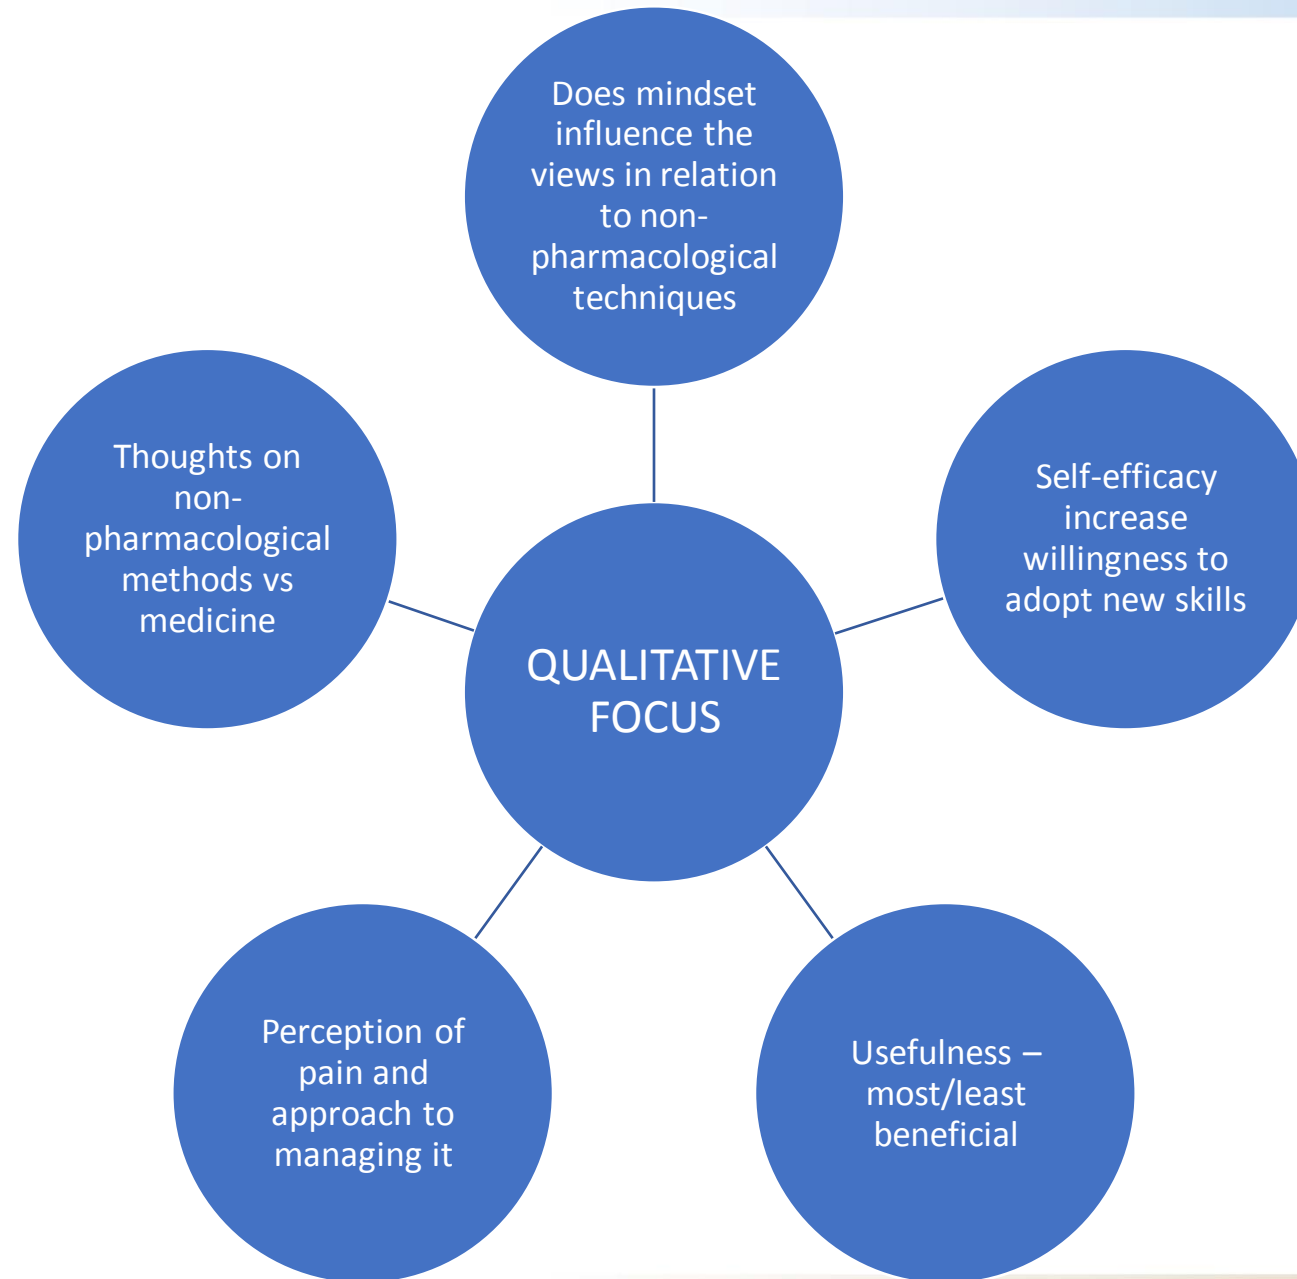 Does mindset
influence the
views in relation
to non-
pharmacological
techniques
Self-efficacy
increase
willingness to
adopt new skills
Usefulness –
most/least
beneficial
Perception of
pain and
approach to
managing it
Thoughts on
non-
pharmacological
methods vs
medicine
QUALITATIVE
FOCUS